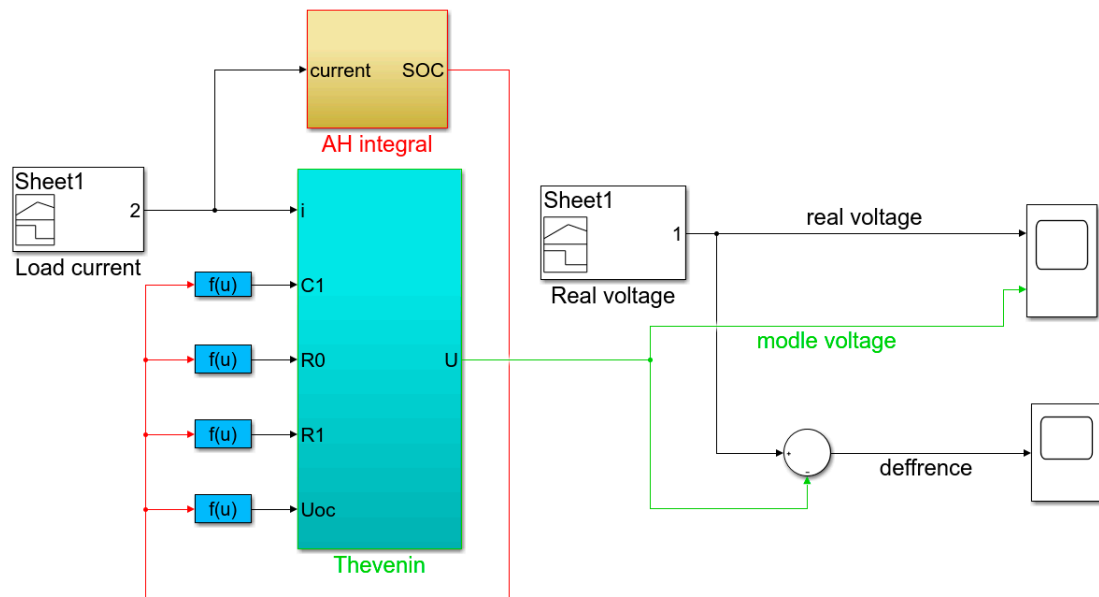 current SOC
AH integral
Sheet1
2
Load current
i
f(u) C1
f(u) R0
f(u) R1
f(u) Uoc
U
Thevenin
Sheet1
1
Real voltage
real voltage
modle voltage
+
-
deffrence